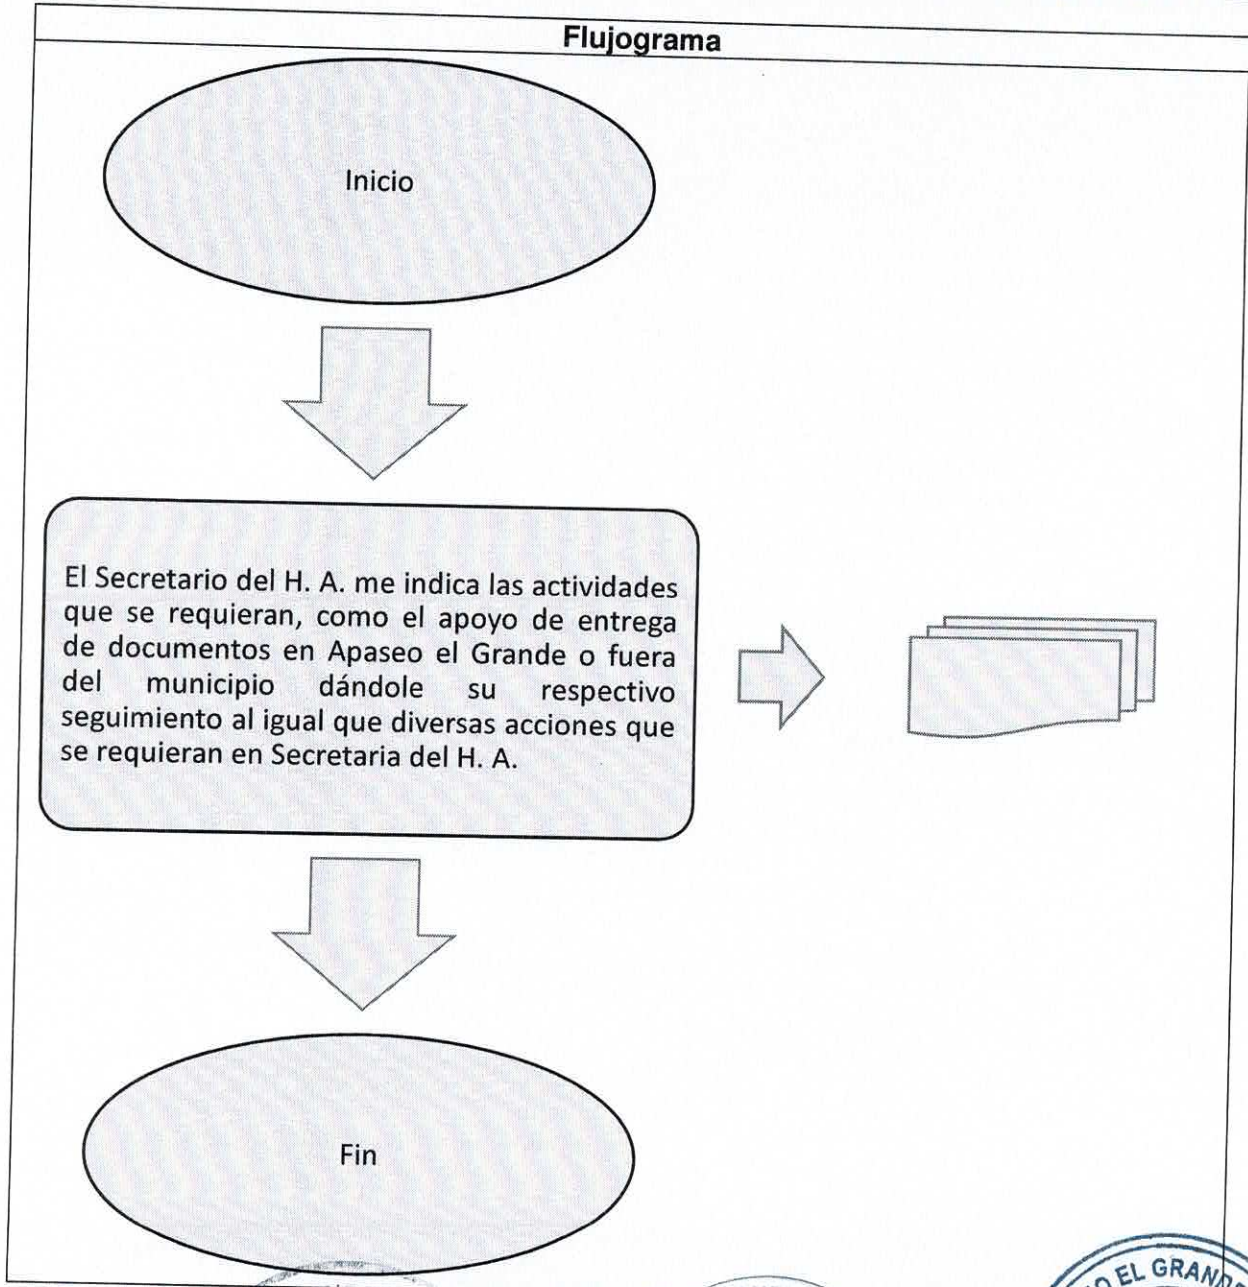 Flujograma
Inicio
El Secretario del H. A. me indica las actividades
que se requieran, como el apoyo de entrega
de documentos en Apaseo el Grande o fuera
del municipio dándole su respectivo
seguimiento al igual que diversas acciones que
se requieran en Secretaria del H. A.
Fin
EL GRAND